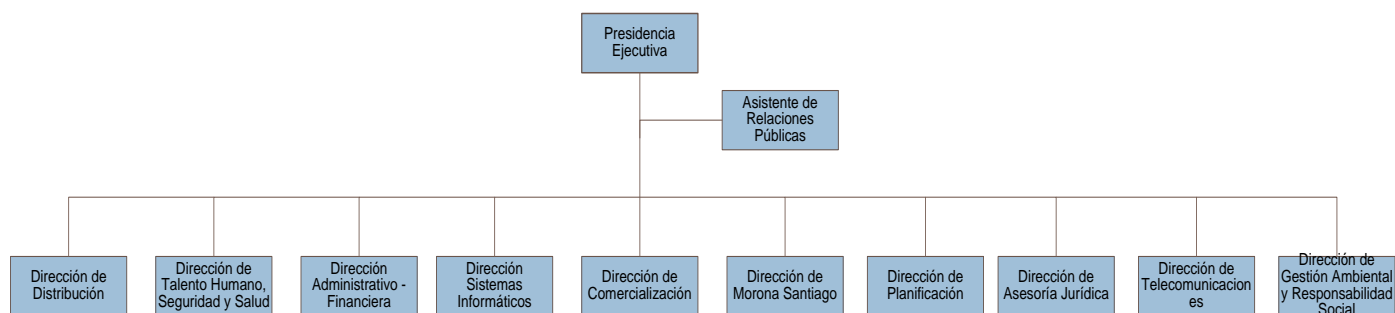 Presidencia
Ejecutiva
Asistente de
Relaciones
Públicas
Dirección de
Distribución
Dirección de
Talento Humano,
Seguridad y Salud
Dirección
Administrativo -
Financiera
Dirección
Sistemas
Informáticos
Dirección de
Comercialización
Dirección de
Morona Santiago
Dirección de
Planificación
Dirección de
Asesoría Jurídica
Dirección de
Telecomunicacion
es
Dirección de
Gestión Ambiental
y Responsabilidad
Social